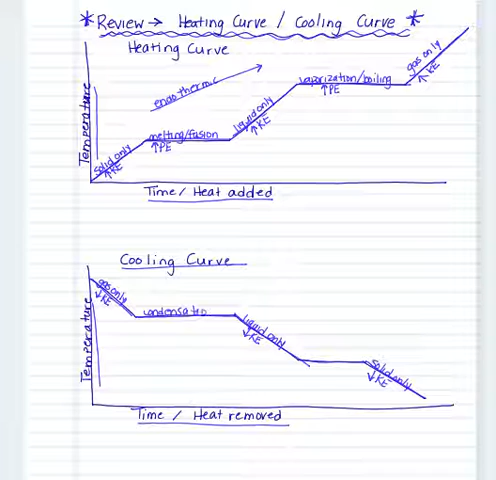 *Review → Heating Curve / Cooling Curve *
Heating Curve
Temperature
endothermic
solid only
↑KE
melting/fusion
↑PE
liquid only
↑KE
vaporization/boiling
↑PE
gas only
↑KE
Time/ Heat added
Cooling Curve
Temperature
gas only
↓KE
condensatio
liquid only
↓KE
solid only
↓KE
Time / Heat removed